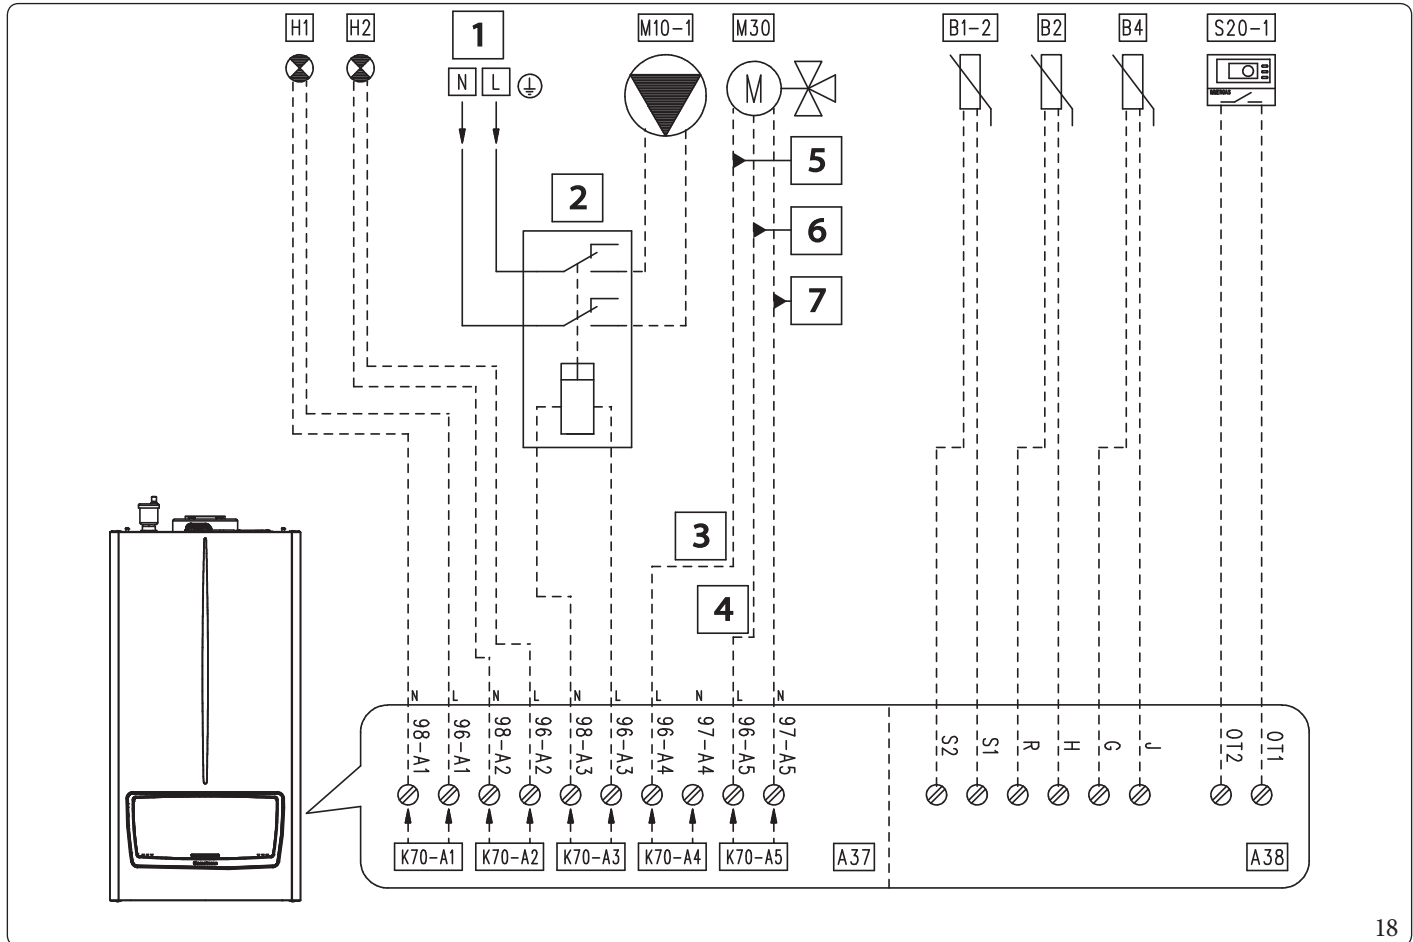 H1 H2 1 M10-1 M30 B1-2 B2 B4 S20-1
N L M
5
2
6
7
3
4
N L N L N L L N L N
98-A1 96-A1 98-A2 96-A2 98-A3 96-A3 96-A4 97-A4 96-A5 97-A5 S2 S1 R H G J OT2 OT1
K70-A1 K70-A2 K70-A3 K70-A4 K70-A5 A37 A38
18